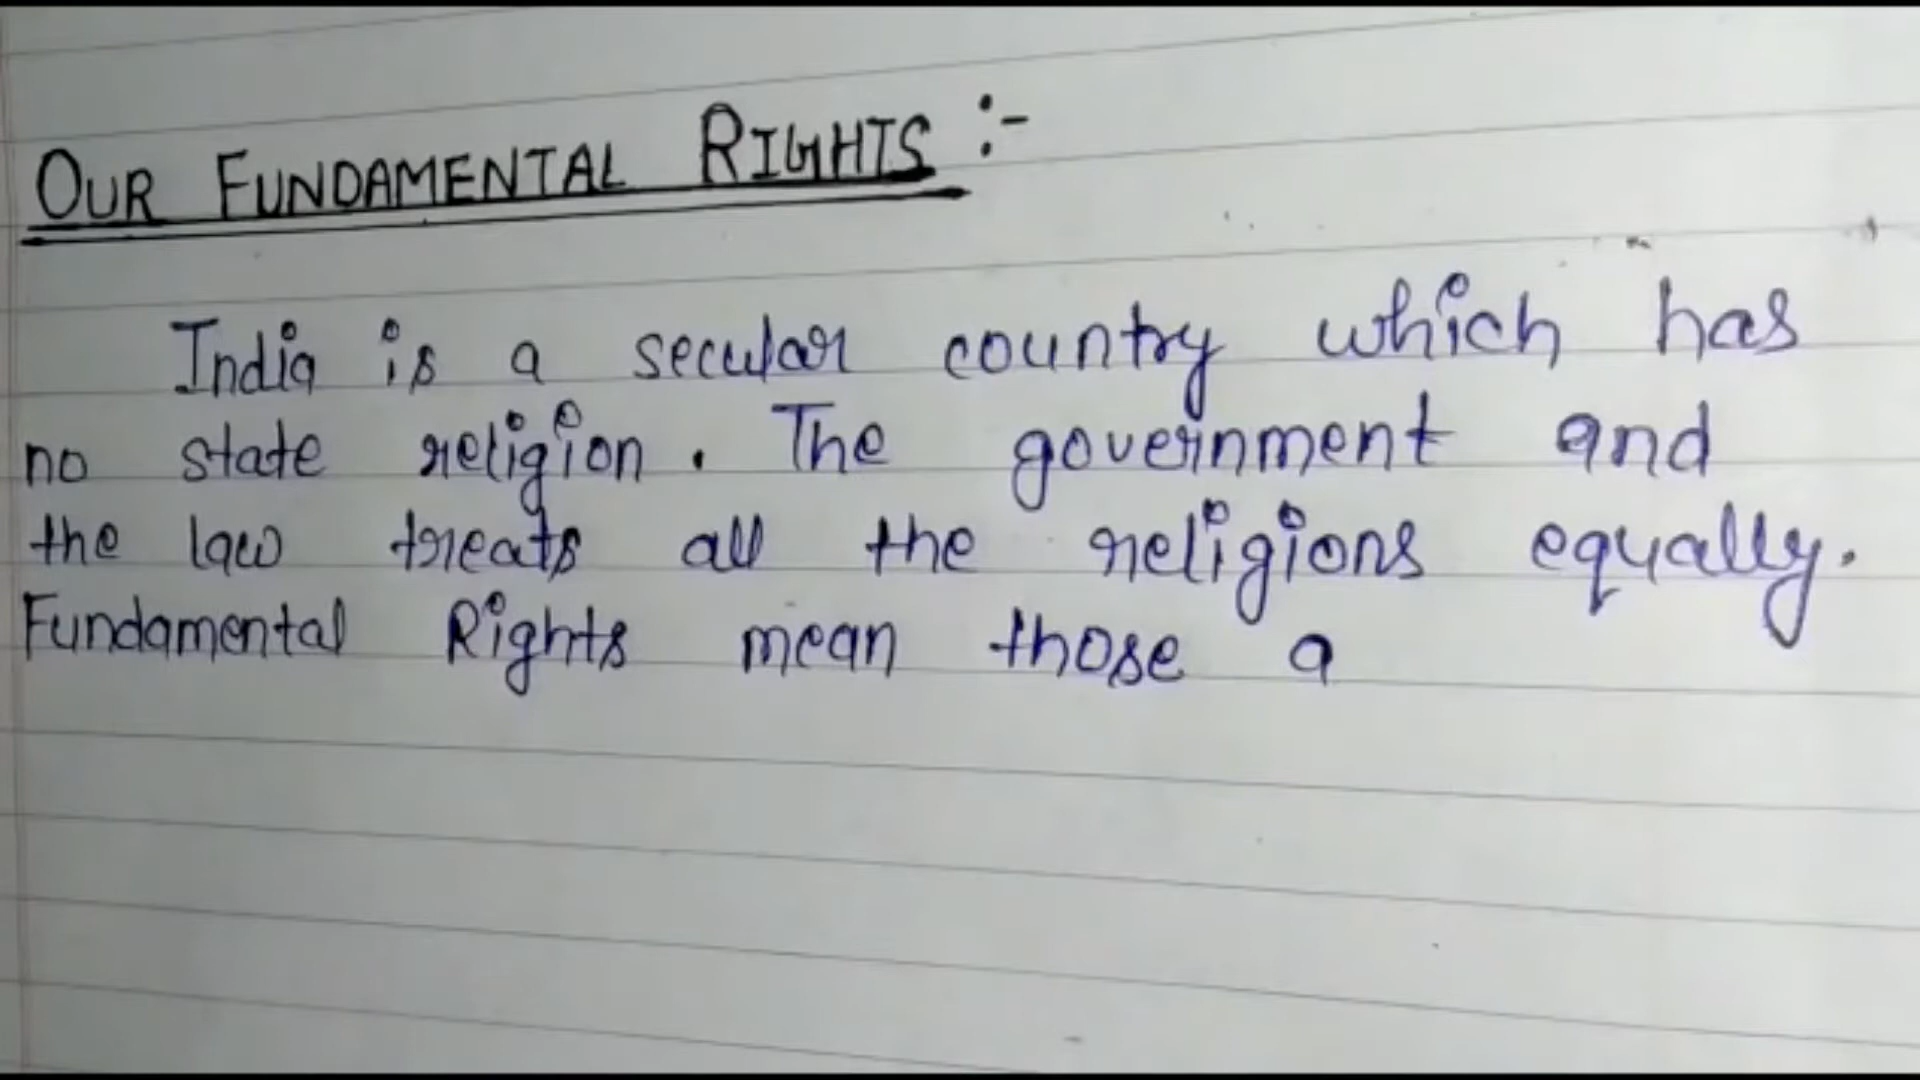 OUR FUNDAMENTAL RIGHTS :-
India is a secular country which has
no state religion. The government and
the law treats all the religions equally.
Fundamental Rights mean those a